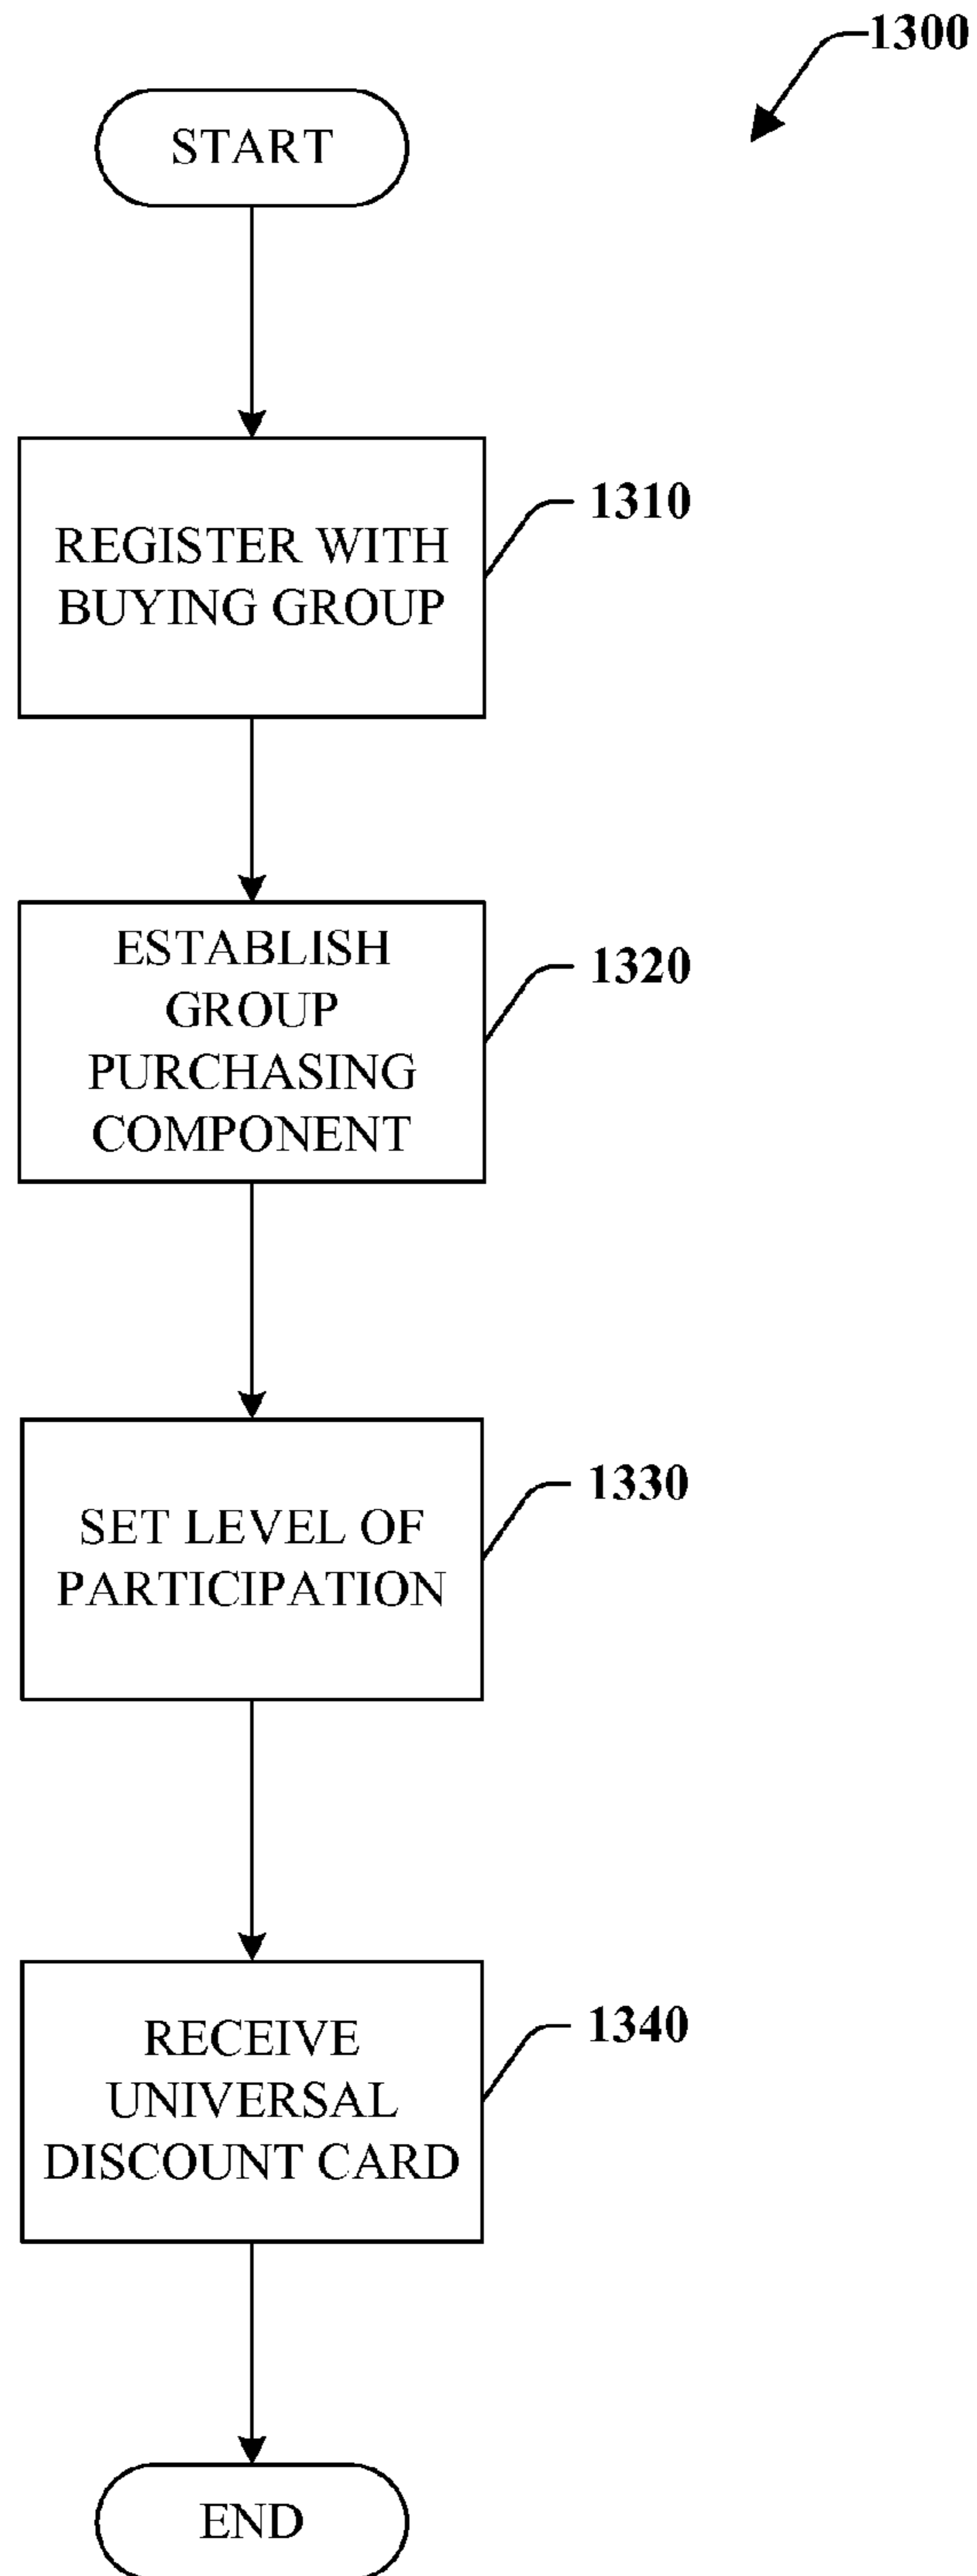 1300
START
REGISTER WITH
BUYING GROUP
1310
ESTABLISH
GROUP
PURCHASING
COMPONENT
1320
SET LEVEL OF
PARTICIPATION
1330
RECEIVE
UNIVERSAL
DISCOUNT CARD
1340
END